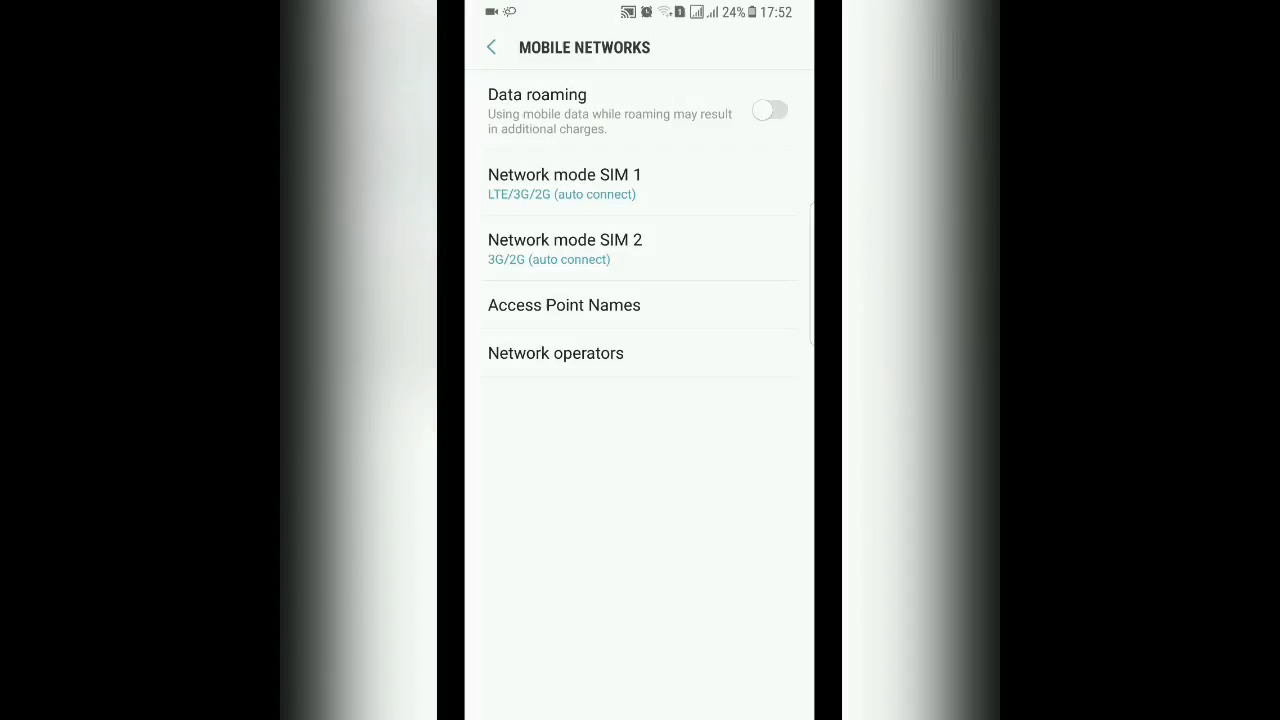 24% 17:52
MOBILE NETWORKS
Data roaming
Using mobile data while roaming may result
in additional charges.
Network mode SIM 1
LTE/3G/2G (auto connect)
Network mode SIM 2
3G/2G (auto connect)
Access Point Names
Network operators